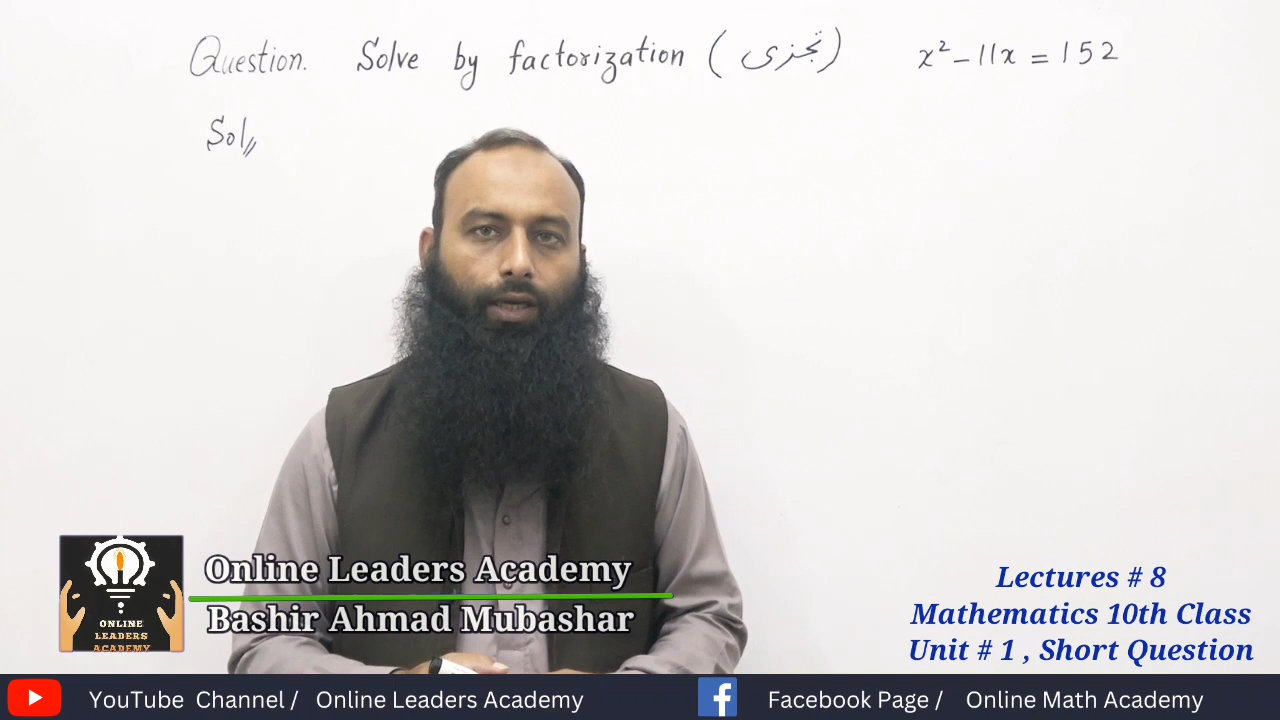 Question. Solve by factorization (تجزی) x² – 11x = 152
Sol//
ONLINE
LEADERS
ACADEMY
Online Leaders Academy
Bashir Ahmad Mubashar
Lectures # 8
Mathematics 10th Class
Unit # 1 , Short Question
YouTube Channel / Online Leaders Academy
Facebook Page / Online Math Academy